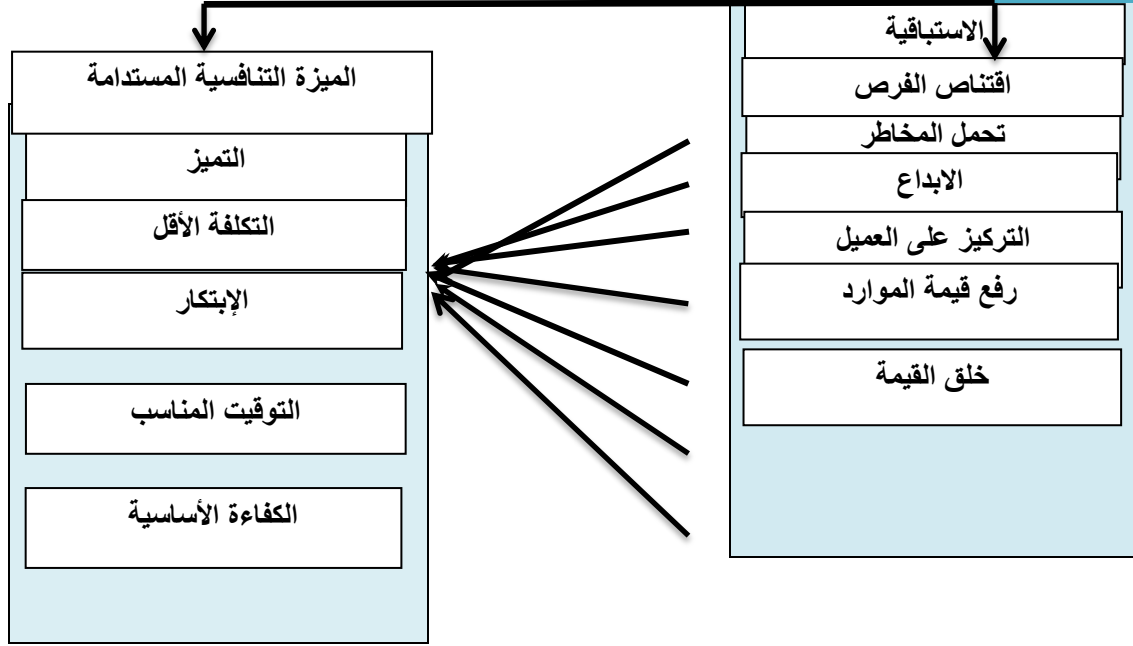 الاستباقية
اقتناص الفرص
تحمل المخاطر
الابداع
التركيز على العميل
رفع قيمة الموارد
خلق القيمة
الميزة التنافسية المستدامة
التميز
التكلفة الأقل
الإبتكار
التوقيت المناسب
الكفاءة الأساسية